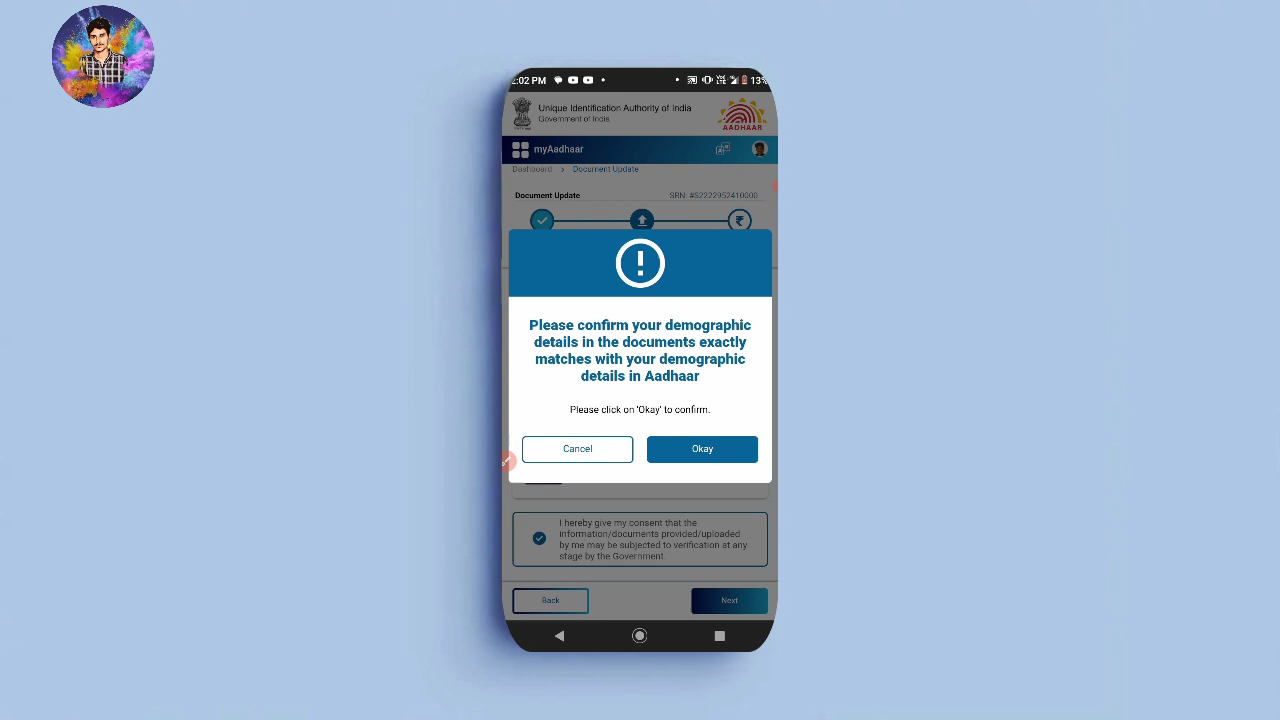 :02 PM
13%
Unique Identification Authority of India
Government of India
AADHAAR
myAadhaar
Dashboard > Document Update
Document Update SRN: #S2222952410000
₹
Please confirm your demographic
details in the documents exactly
matches with your demographic
details in Aadhaar
Please click on 'Okay' to confirm.
Cancel Okay
I hereby give my consent that the
information/documents provided/uploaded
by me may be subjected to verification at any
stage by the Government.
Back Next